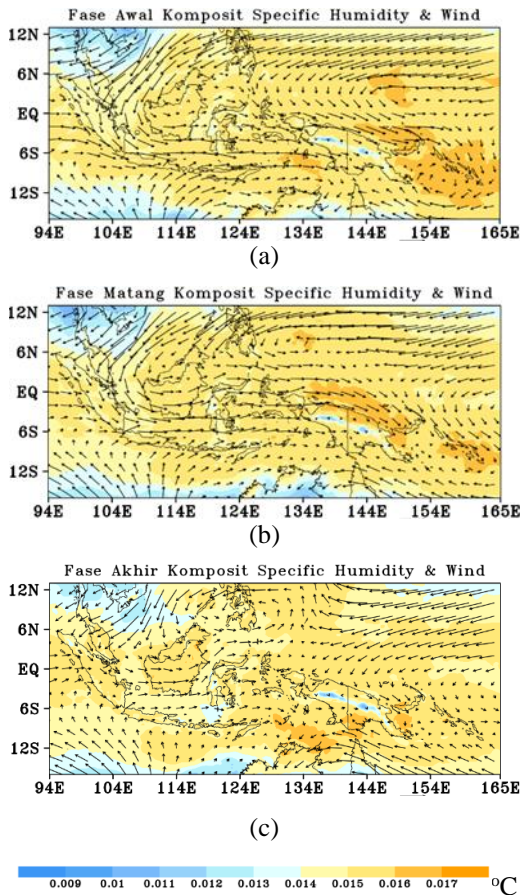 Fase Awal Komposit Specific Humidity & Wind
12N
6N
EQ
6S
12S
94E 104E 114E 124E 134E 144E 154E 165E
(a)
Fase Matang Komposit Specific Humidity & Wind
12N
6N
EQ
6S
12S
94E 104E 114E 124E 134E 144E 154E 165E
(b)
Fase Akhir Komposit Specific Humidity & Wind
12N
6N
EQ
6S
12S
94E 104E 114E 124E 134E 144E 154E 165E
(c)
0.009 0.01 0.011 0.012 0.013 0.014 0.015 0.016 0.017 °C